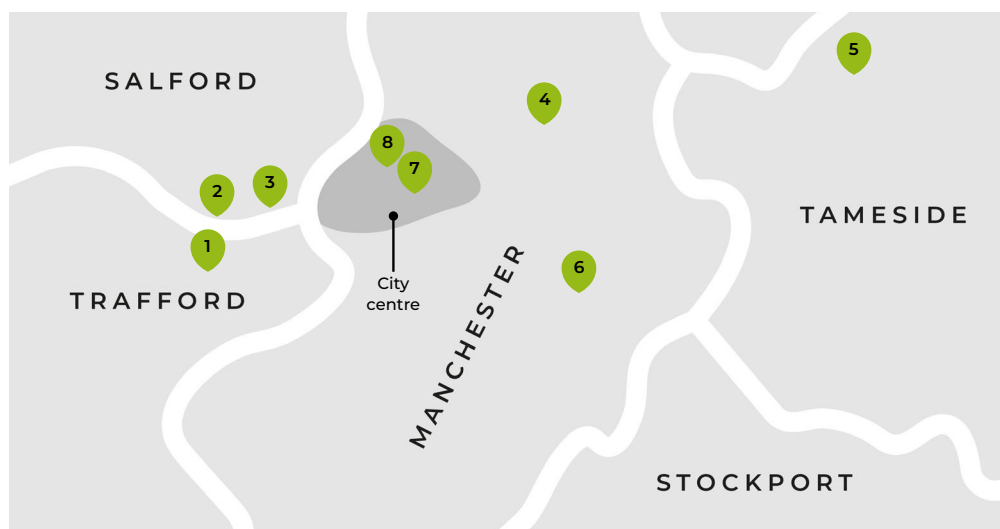 SALFORD
5
4
8
7
3
2
TAMESIDE
1
6
City
centre
TRAFFORD
MANCHESTER
STOCKPORT